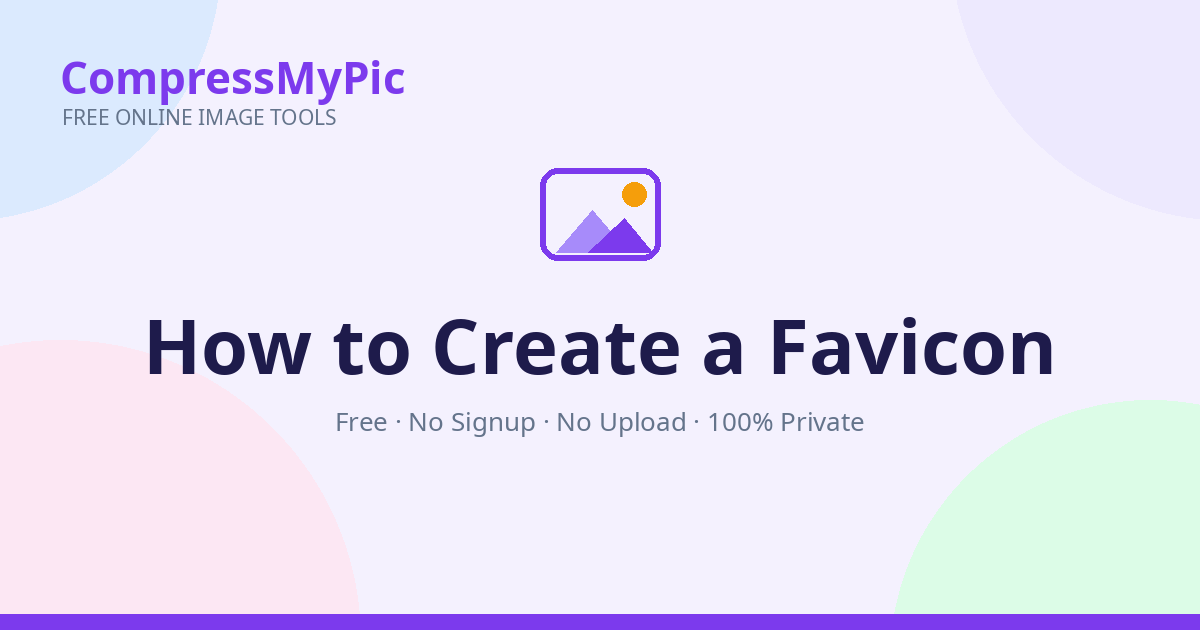 CompressMyPic
FREE ONLINE IMAGE TOOLS
How to Create a Favicon
Free · No Signup · No Upload · 100% Private